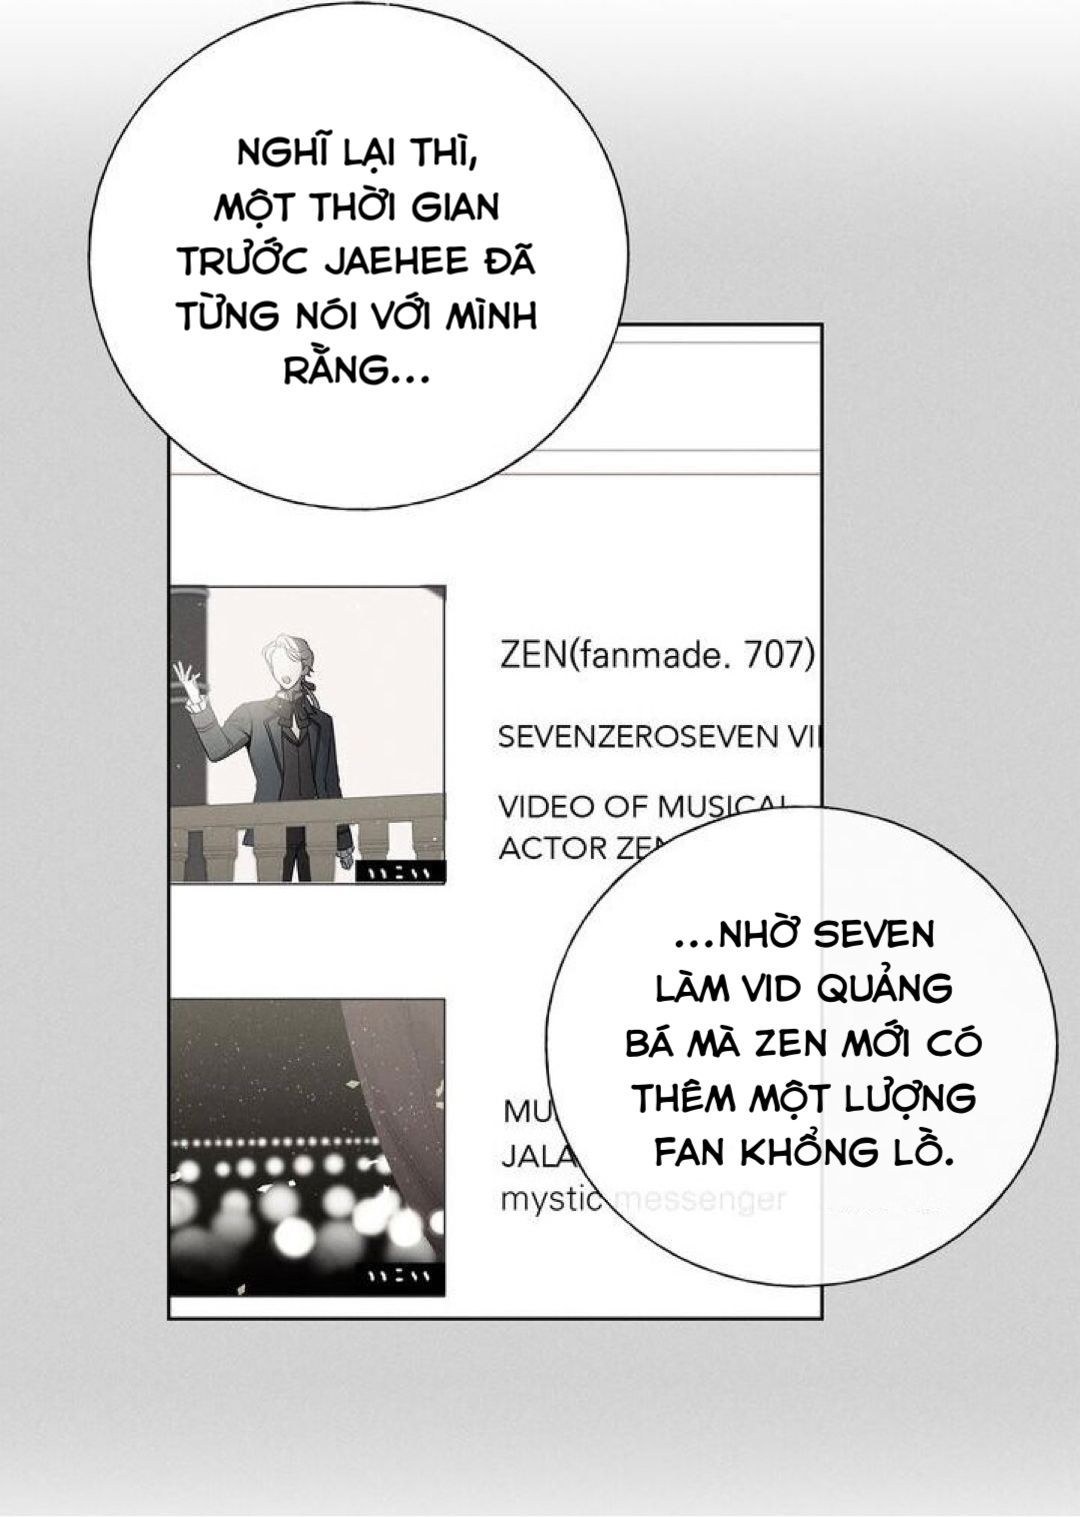 NGHĨ LẠI THÌ,
MỘT THỜI GIAN
TRƯỚC JAEHEE ĐÃ
TỪNG NÓI VỚI MÌNH
RẰNG...
ZEN(fanmade. 707)
SEVENZEROSEVEN
VIDEO OF MUSICAL
ACTOR ZEN
...NHỜ SEVEN
LÀM VID QUẢNG
BÁ MÀ ZEN MỚI CÓ
THÊM MỘT LƯỢNG
FAN KHỔNG LỒ.
MU
JALA
mystic messenger